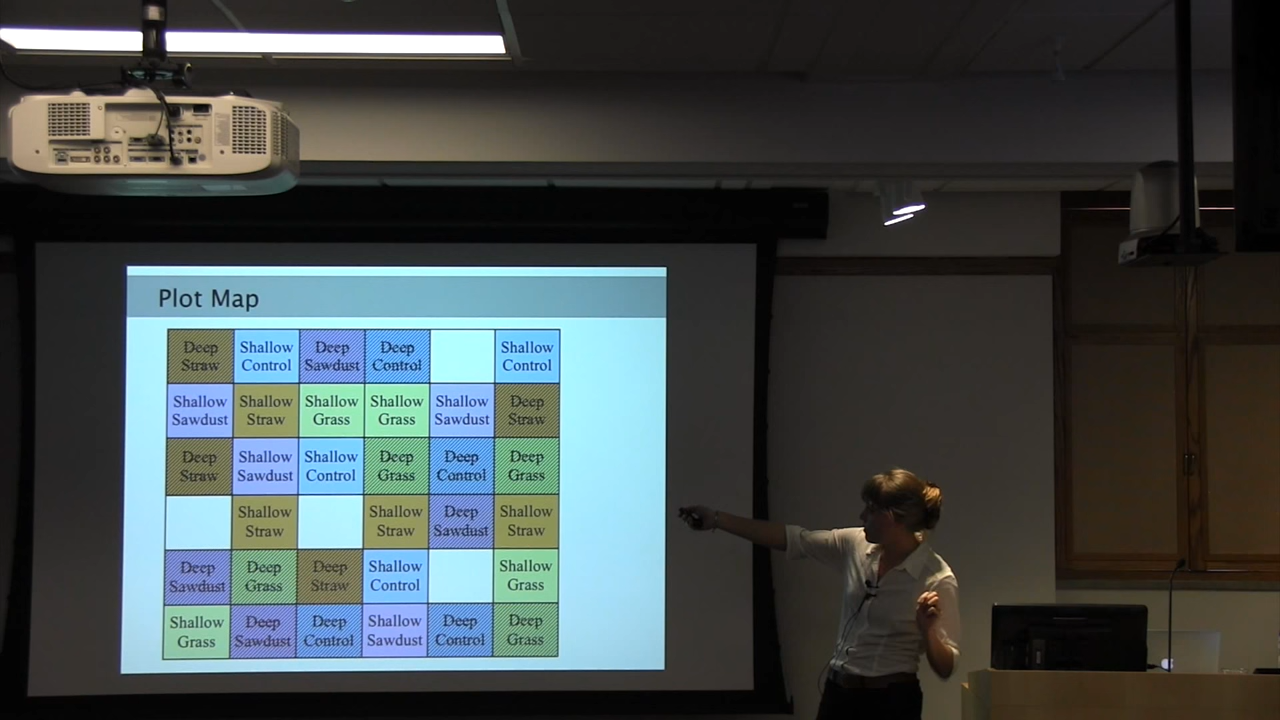 Plot Map
Deep Straw
Shallow Control
Deep Sawdust
Deep Control
Shallow Control
Shallow Sawdust
Shallow Straw
Shallow Grass
Shallow Grass
Shallow Sawdust
Deep Straw
Deep Straw
Shallow Sawdust
Shallow Control
Deep Grass
Deep Control
Deep Grass
Shallow Straw
Shallow Straw
Deep Sawdust
Shallow Straw
Deep Sawdust
Deep Grass
Deep Straw
Shallow Control
Shallow Grass
Shallow Grass
Deep Sawdust
Deep Control
Shallow Sawdust
Deep Control
Deep Grass